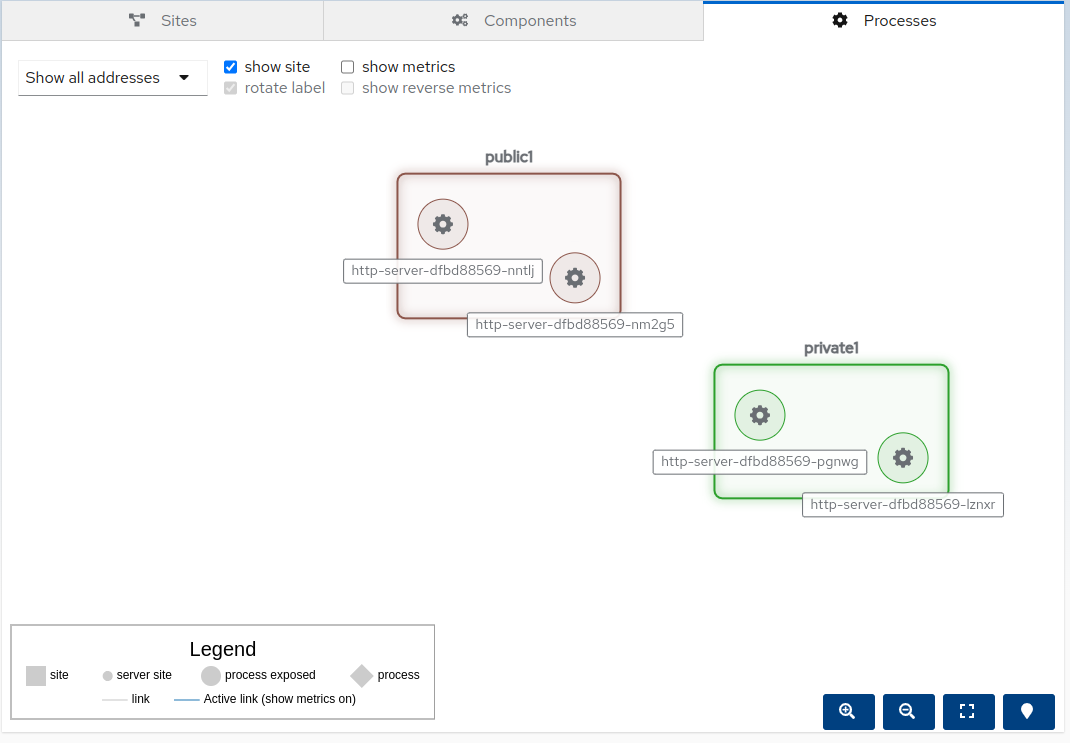 Sites
Components
Processes
Show all addresses
show site
show metrics
rotate label
show reverse metrics
public1
http-server-dfbd88569-nntlj
http-server-dfbd88569-nm2g5
private1
http-server-dfbd88569-pgnwg
http-server-dfbd88569-lznxr
Legend
site
server site
process exposed
process
link
Active link (show metrics on)